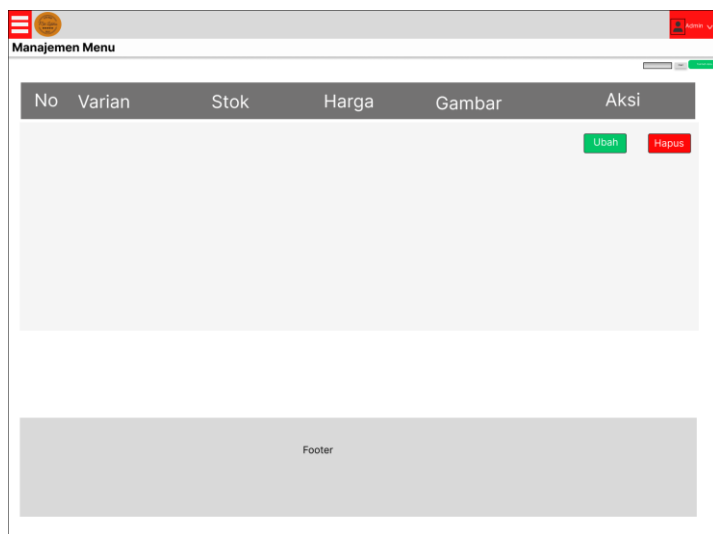 Admin
Manajemen Menu
No Varian Stok Harga Gambar Aksi
Ubah Hapus
Footer